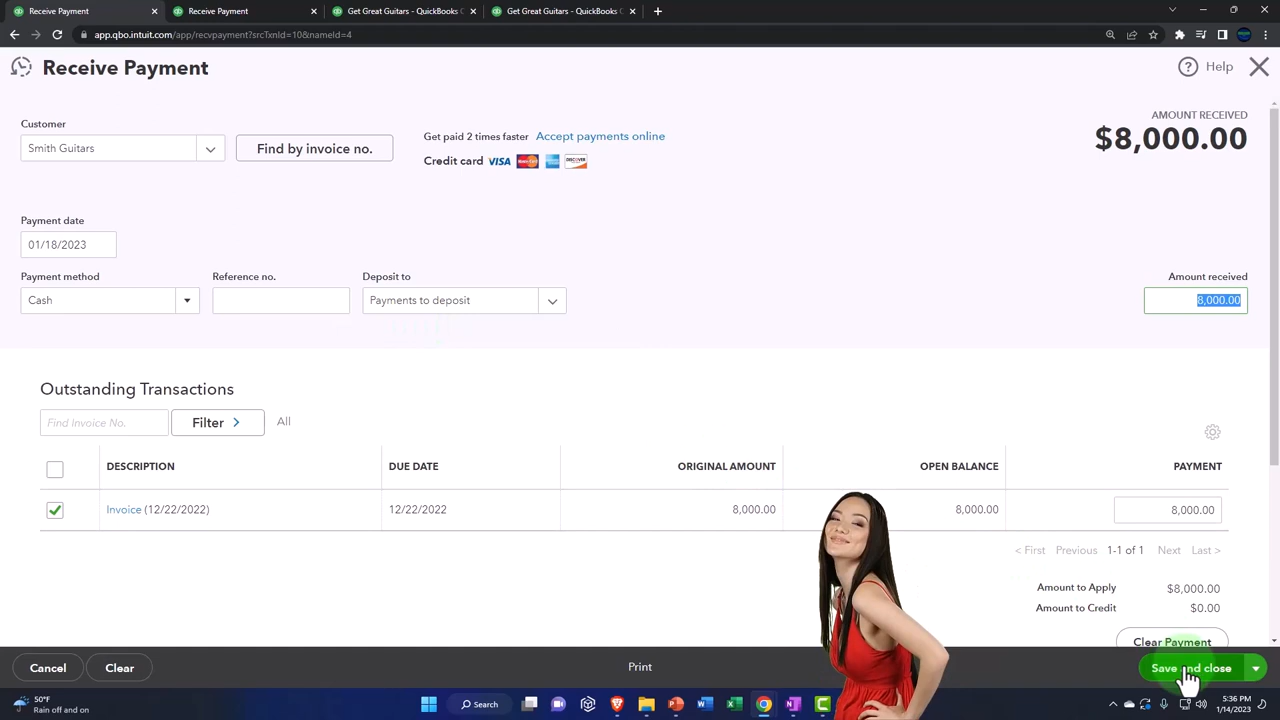 Receive Payment
Receive Payment
Get Great Guitars - QuickBooks C
Get Great Guitars - QuickBooks C
app.qbo.intuit.com/app/recvpayment?srcTxnId=10&nameId=4
Receive Payment
Help
Customer
Smith Guitars
Find by invoice no.
Get paid 2 times faster Accept payments online
Credit card VISA
DISCOVER
AMOUNT RECEIVED
$8,000.00
Payment date
01/18/2023
Payment method
Reference no.
Deposit to
Amount received
Cash
Payments to deposit
8,000.00
Outstanding Transactions
Find Invoice No.
Filter >
All
DESCRIPTION
DUE DATE
ORIGINAL AMOUNT
OPEN BALANCE
PAYMENT
Invoice (12/22/2022)
12/22/2022
8,000.00
8,000.00
8,000.00
< First Previous 1-1 of 1 Next Last >
Amount to Apply $8,000.00
Amount to Credit $0.00
Clear Payment
Cancel
Clear
Print
Save and close
50°F
Rain off and on
Search
5:36 PM
1/14/2023